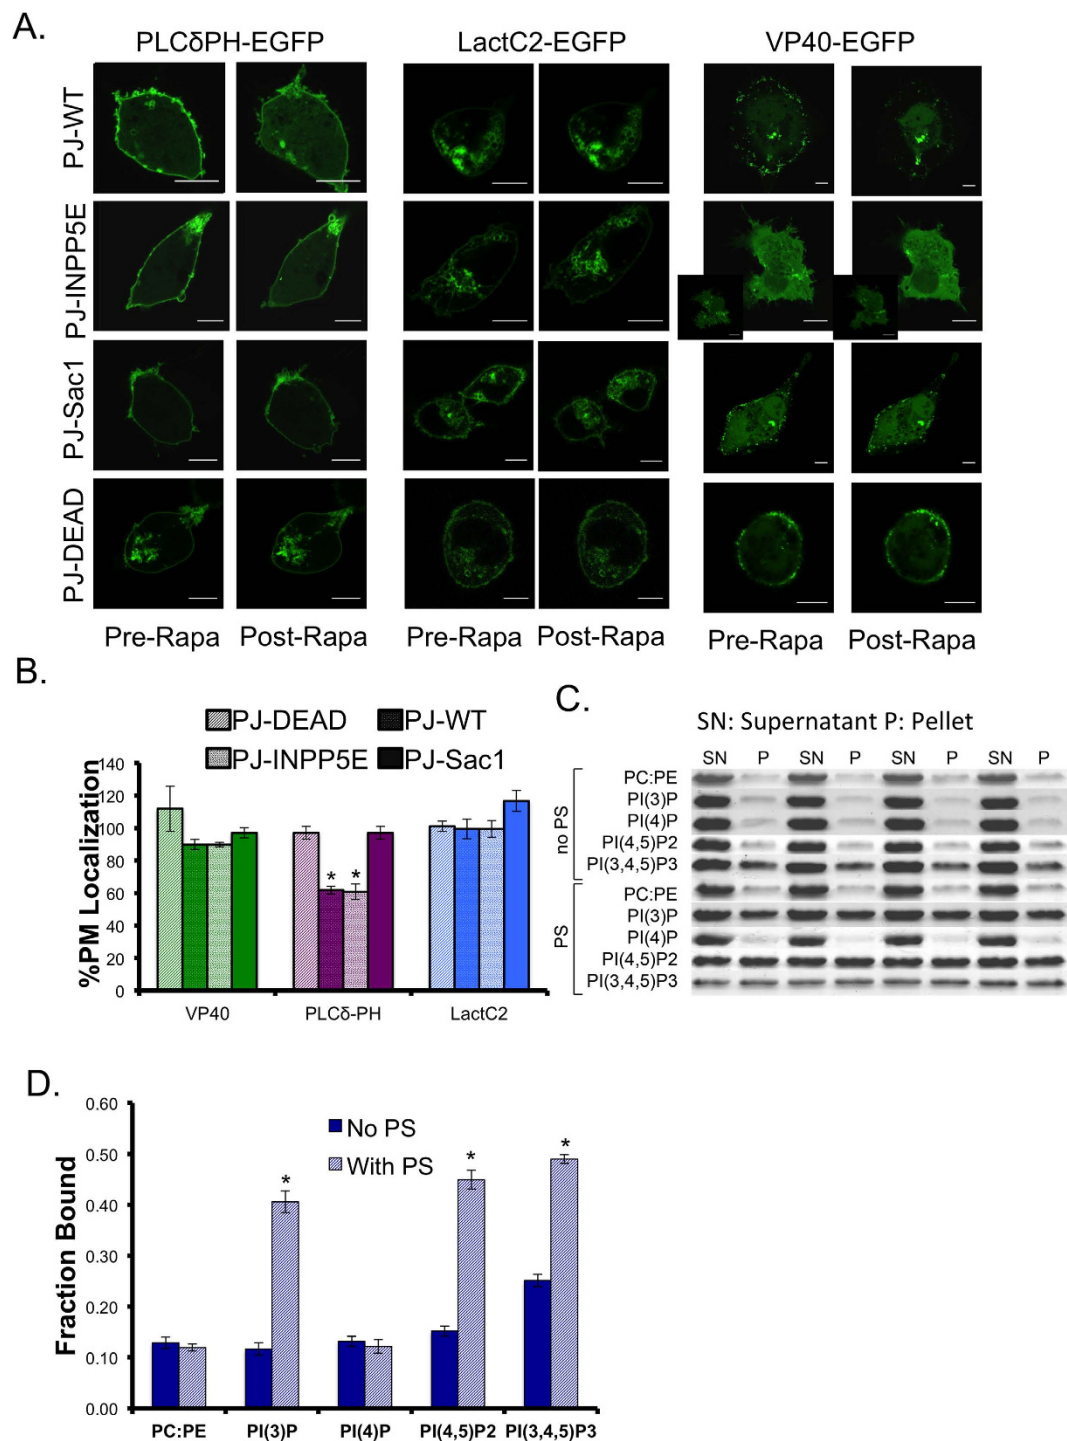 A.
PLCδPH-EGFP LactC2-EGFP VP40-EGFP
PJ-WT
PJ-INPP5E
PJ-Sac1
PJ-DEAD
Pre-Rapa Post-Rapa Pre-Rapa Post-Rapa Pre-Rapa Post-Rapa
B.
PJ-DEAD PJ-WT
PJ-INPP5E PJ-Sac1
%PM Localization
140
120
100
80
60
40
20
0
* *
VP40 PLCδ-PH LactC2
C.
SN: Supernatant P: Pellet
SN P SN P SN P SN P
no PS
PC:PE
PI(3)P
PI(4)P
PI(4,5)P2
PI(3,4,5)P3
PS
PC:PE
PI(3)P
PI(4)P
PI(4,5)P2
PI(3,4,5)P3
D.
Fraction Bound
0.60
0.50
0.40
0.30
0.20
0.10
0.00
No PS
With PS
* * *
PC:PE PI(3)P PI(4)P PI(4,5)P2 PI(3,4,5)P3